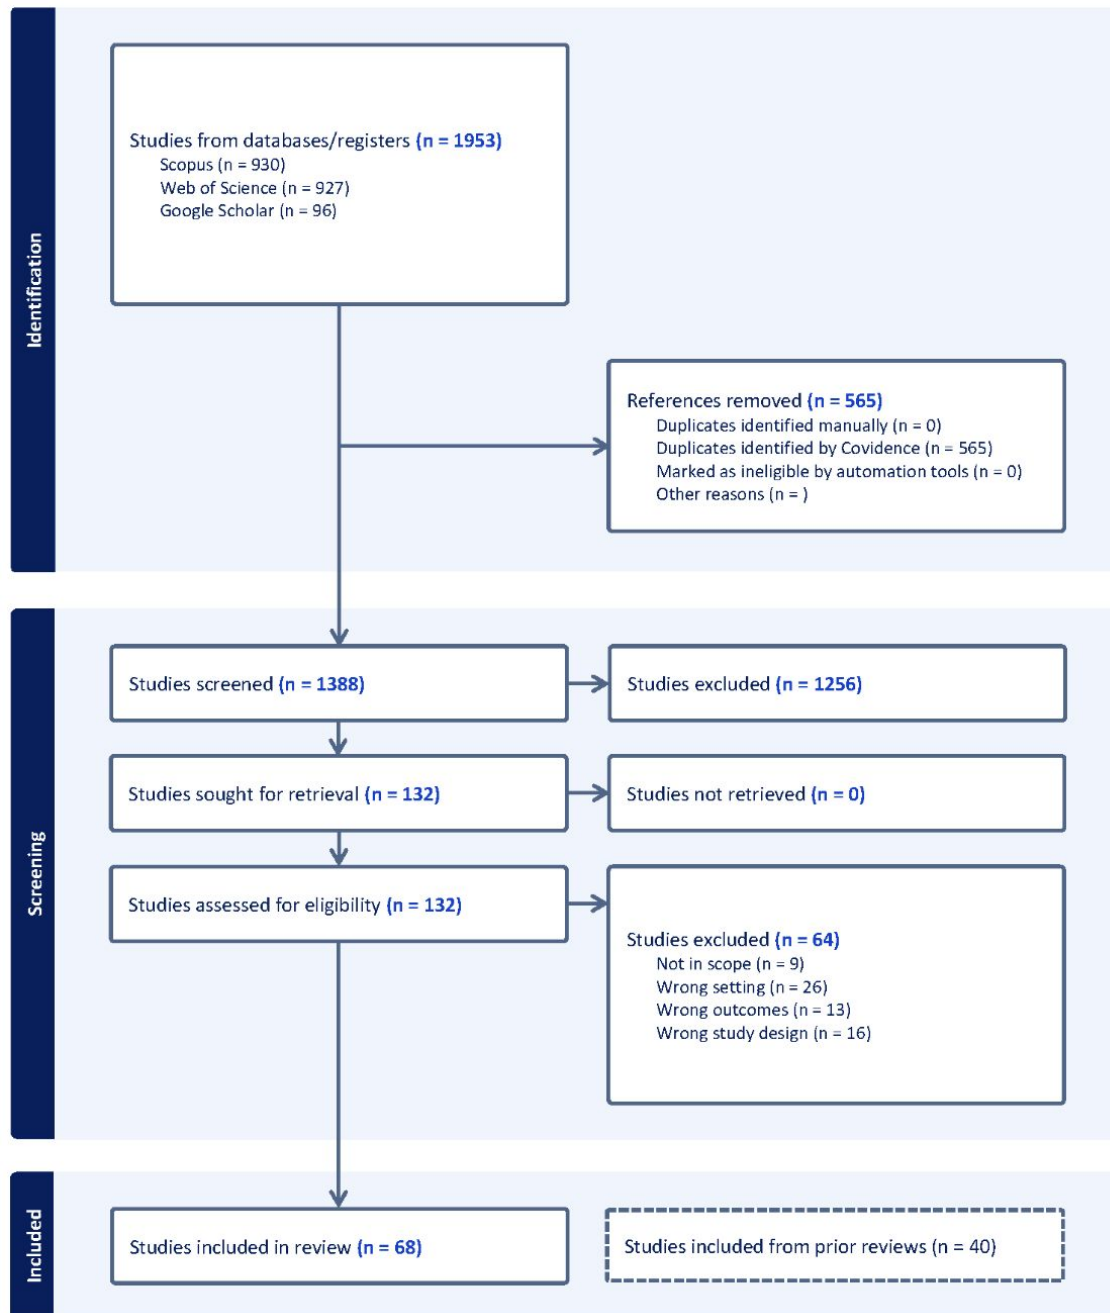 Identification
Studies from databases/registers (n = 1953)
Scopus (n = 930)
Web of Science (n = 927)
Google Scholar (n = 96)
References removed (n = 565)
Duplicates identified manually (n = 0)
Duplicates identified by Covidence (n = 565)
Marked as ineligible by automation tools (n = 0)
Other reasons (n = )
Screening
Studies screened (n = 1388)
Studies excluded (n = 1256)
Studies sought for retrieval (n = 132)
Studies not retrieved (n = 0)
Studies assessed for eligibility (n = 132)
Studies excluded (n = 64)
Not in scope (n = 9)
Wrong setting (n = 26)
Wrong outcomes (n = 13)
Wrong study design (n = 16)
Included
Studies included in review (n = 68)
Studies included from prior reviews (n = 40)